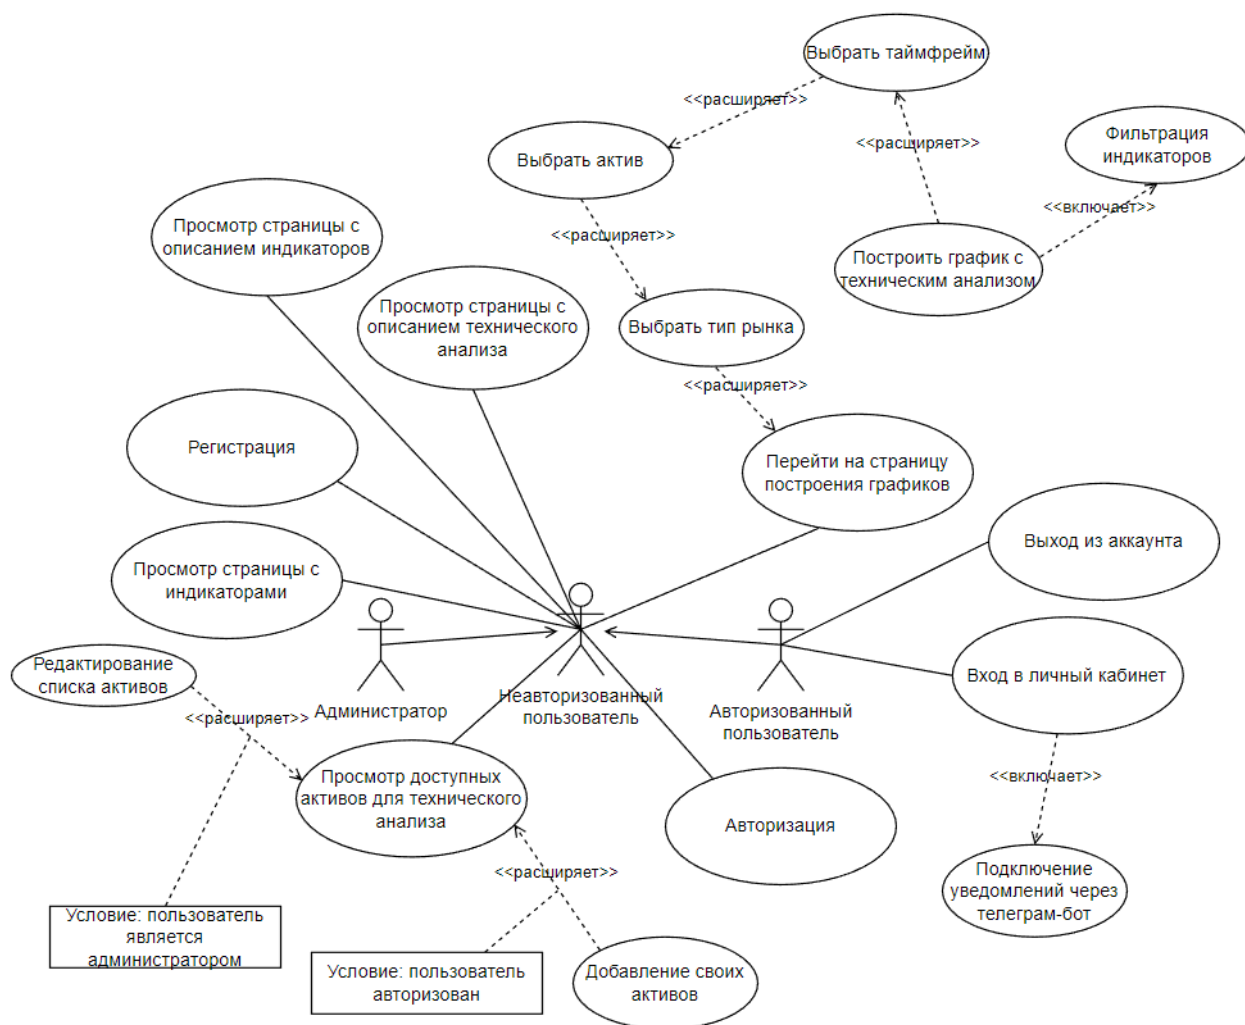 Выбрать таймфрейм
<<расширяет>>
Фильтрация
индикаторов
<<расширяет>>
Выбрать актив
<<включает>>
Просмотр страницы с
описанием индикаторов
<<расширяет>>
Построить график с
техническим анализом
Просмотр страницы с
описанием технического
анализа
Выбрать тип рынка
<<расширяет>>
Регистрация
Перейти на страницу
построения графиков
Выход из аккаунта
Просмотр страницы с
индикаторами
Редактирование
списка активов
Вход в личный кабинет
Администратор
Неавторизованный
пользователь
Авторизованный
пользователь
<<расширяет>>
<<включает>>
Просмотр доступных
активов для технического
анализа
Авторизация
<<расширяет>>
Подключение
уведомлений через
телеграм-бот
Условие: пользователь
является
администратором
Условие: пользователь
авторизован
Добавление своих
активов